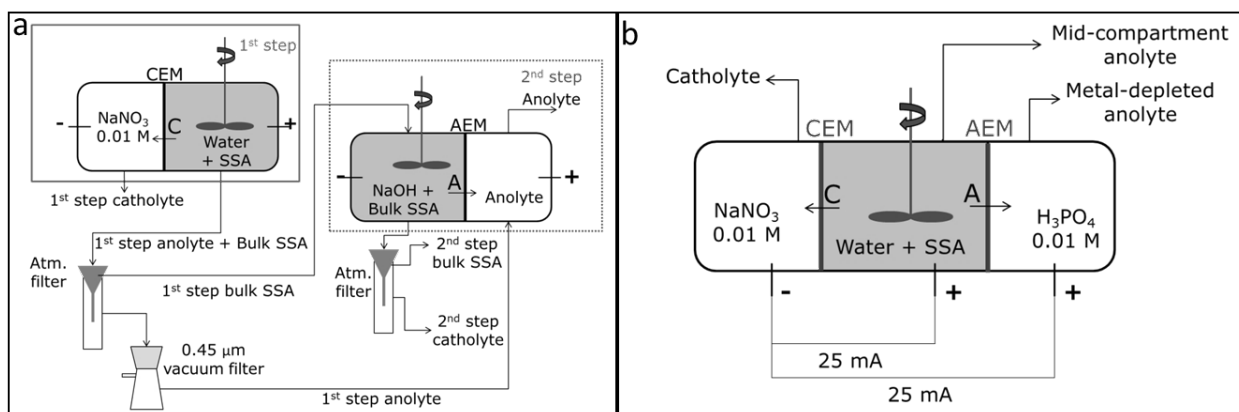 a
1st step
CEM
-
NaNO3
0.01 M
C
Water
+ SSA
+
1st step catholyte
1st step anolyte + Bulk SSA
Atm.
filter
1st step bulk SSA
0.45 μm
vacuum filter
1st step anolyte
2nd step
Anolyte
AEM
-
NaOH +
Bulk SSA
A
Anolyte
+
Atm.
filter
2nd step
bulk SSA
2nd step
catholyte
b
Mid-compartment
anolyte
Catholyte
Metal-depleted
anolyte
CEM
AEM
C
A
NaNO3
0.01 M
Water + SSA
H3PO4
0.01 M
-
+
+
25 mA
25 mA